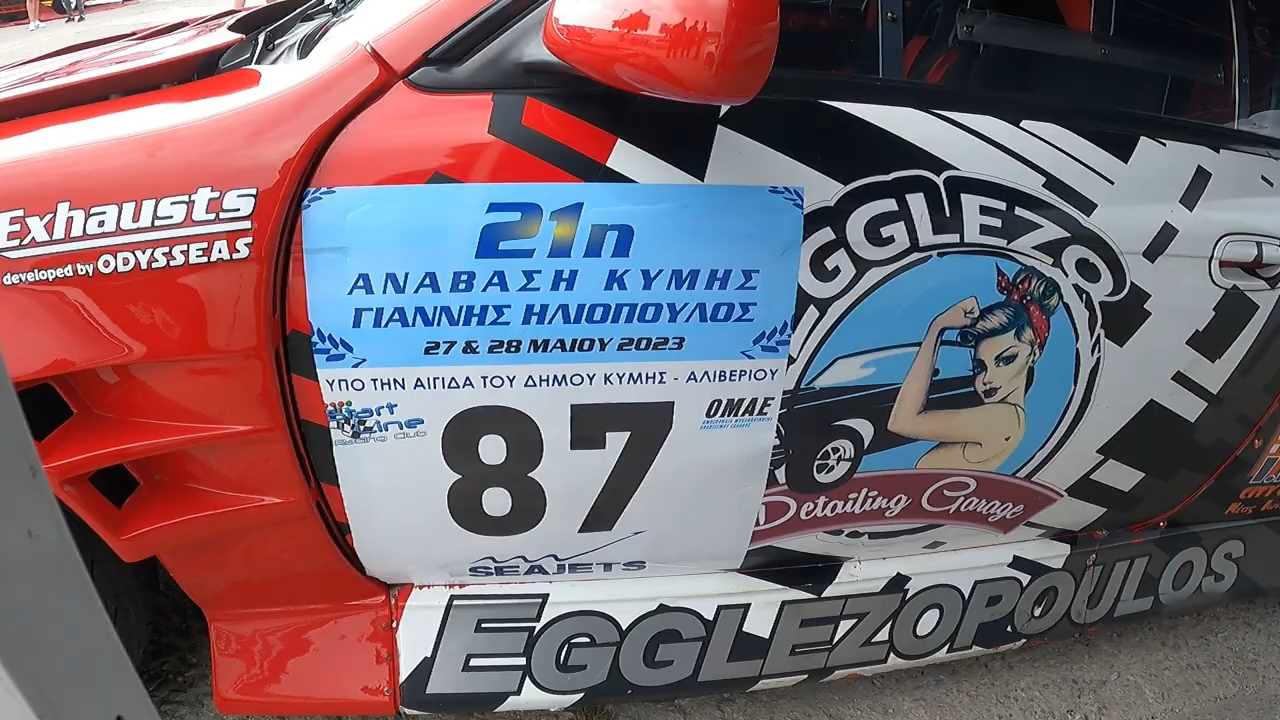 Exhausts
developed by ODYSSEAS
21η
ΑΝΑΒΑΣΗ ΚΥΜΗΣ
ΓΙΑΝΝΗΣ ΗΛΙΟΠΟΥΛΟΣ
27 & 28 ΜΑΙΟΥ 2023
ΥΠΟ ΤΗΝ ΑΙΓΙΔΑ ΤΟΥ ΔΗΜΟΥ ΚΥΜΗΣ - ΑΛΙΒΕΡΙΟΥ
Start Line
Racing Club
ΟΜΑΕ
87
SEAJETS
EGGLEZO
Detailing Garage
EGGLEZOPOULOS